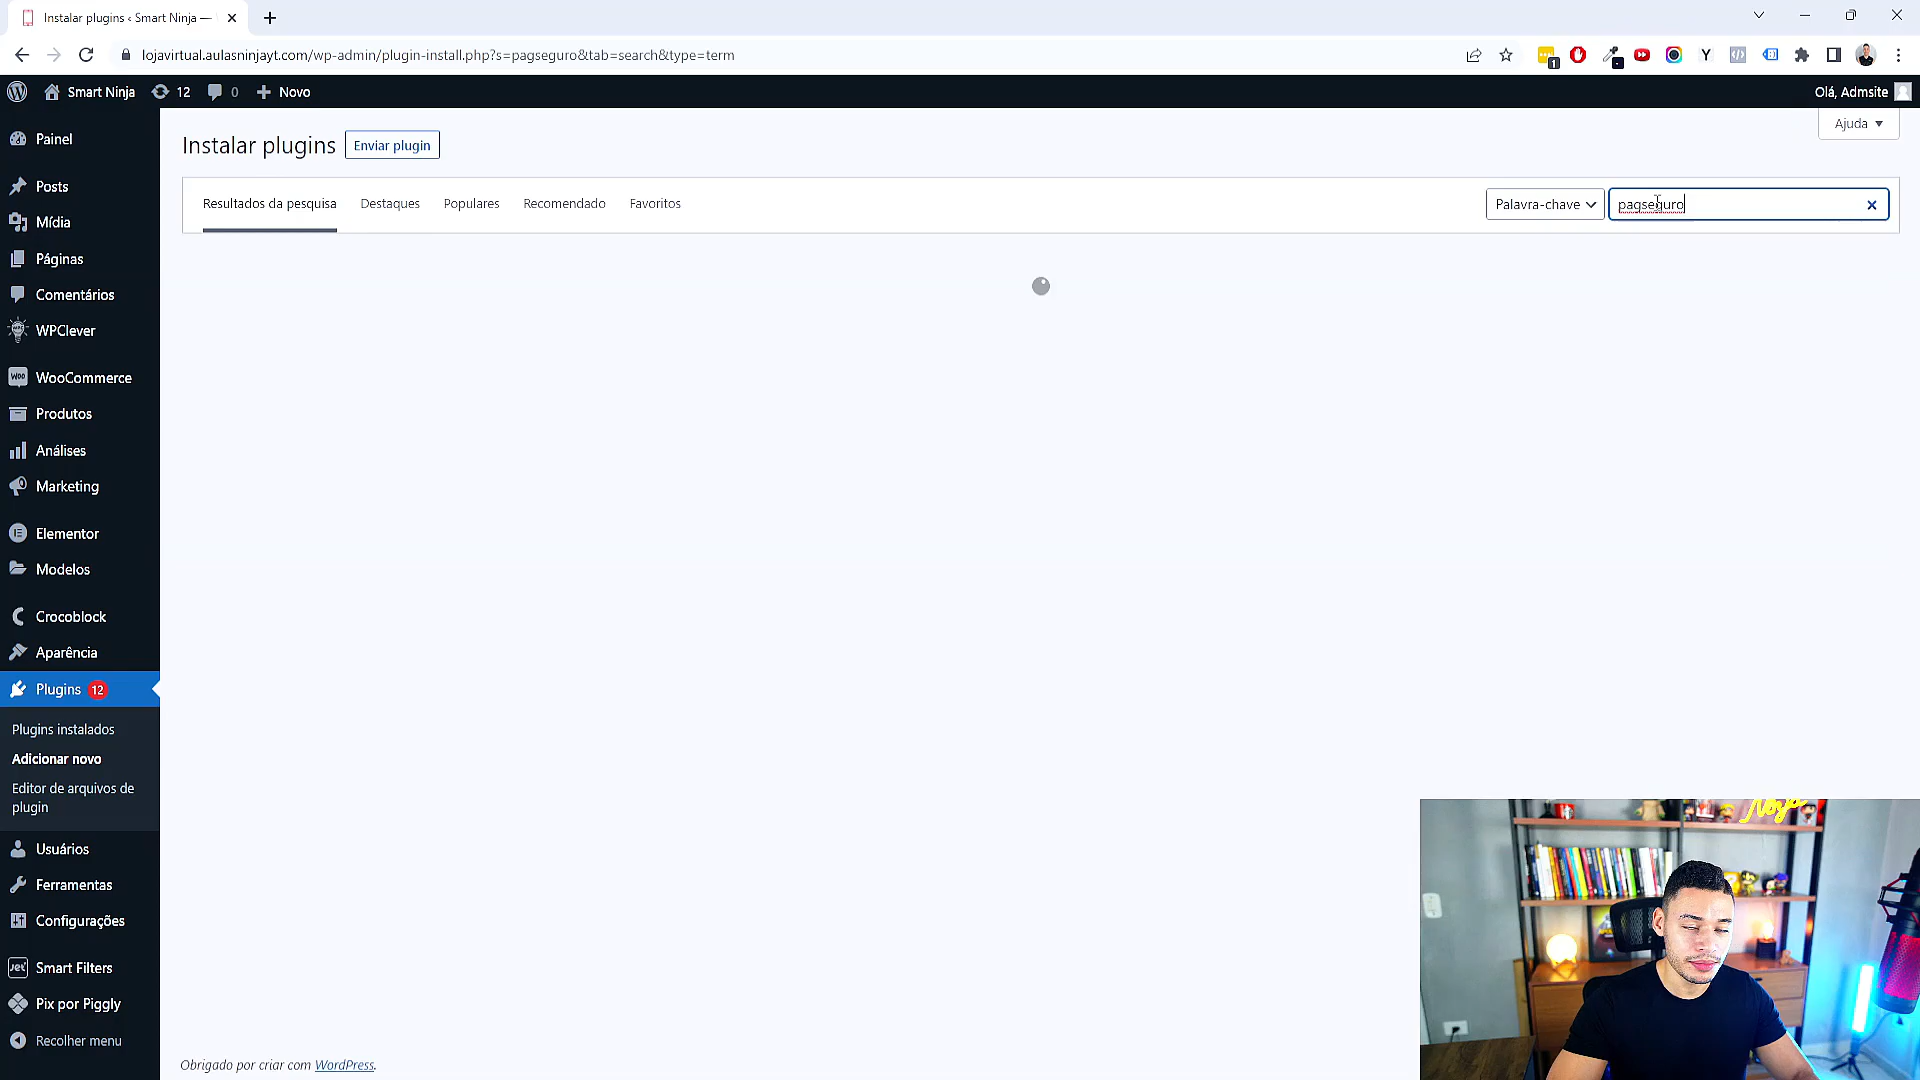 Instalar plugins ‹ Smart Ninja —
lojavirtual.aulasninjayt.com/wp-admin/plugin-install.php?s=pagseguro&tab=search&type=term
1
Y
Smart Ninja
12
0
Novo
Olá, Admsite
Ajuda
Painel
Posts
Mídia
Páginas
Comentários
WPClever
WooCommerce
Produtos
Análises
Marketing
Elementor
Modelos
Crocoblock
Aparência
Plugins 12
Plugins instalados
Adicionar novo
Editor de arquivos de
plugin
Usuários
Ferramentas
Configurações
Smart Filters
Pix por Piggly
Recolher menu
Instalar plugins
Enviar plugin
Resultados da pesquisa
Destaques
Populares
Recomendado
Favoritos
Palavra-chave
pagseguro
Obrigado por criar com WordPress.